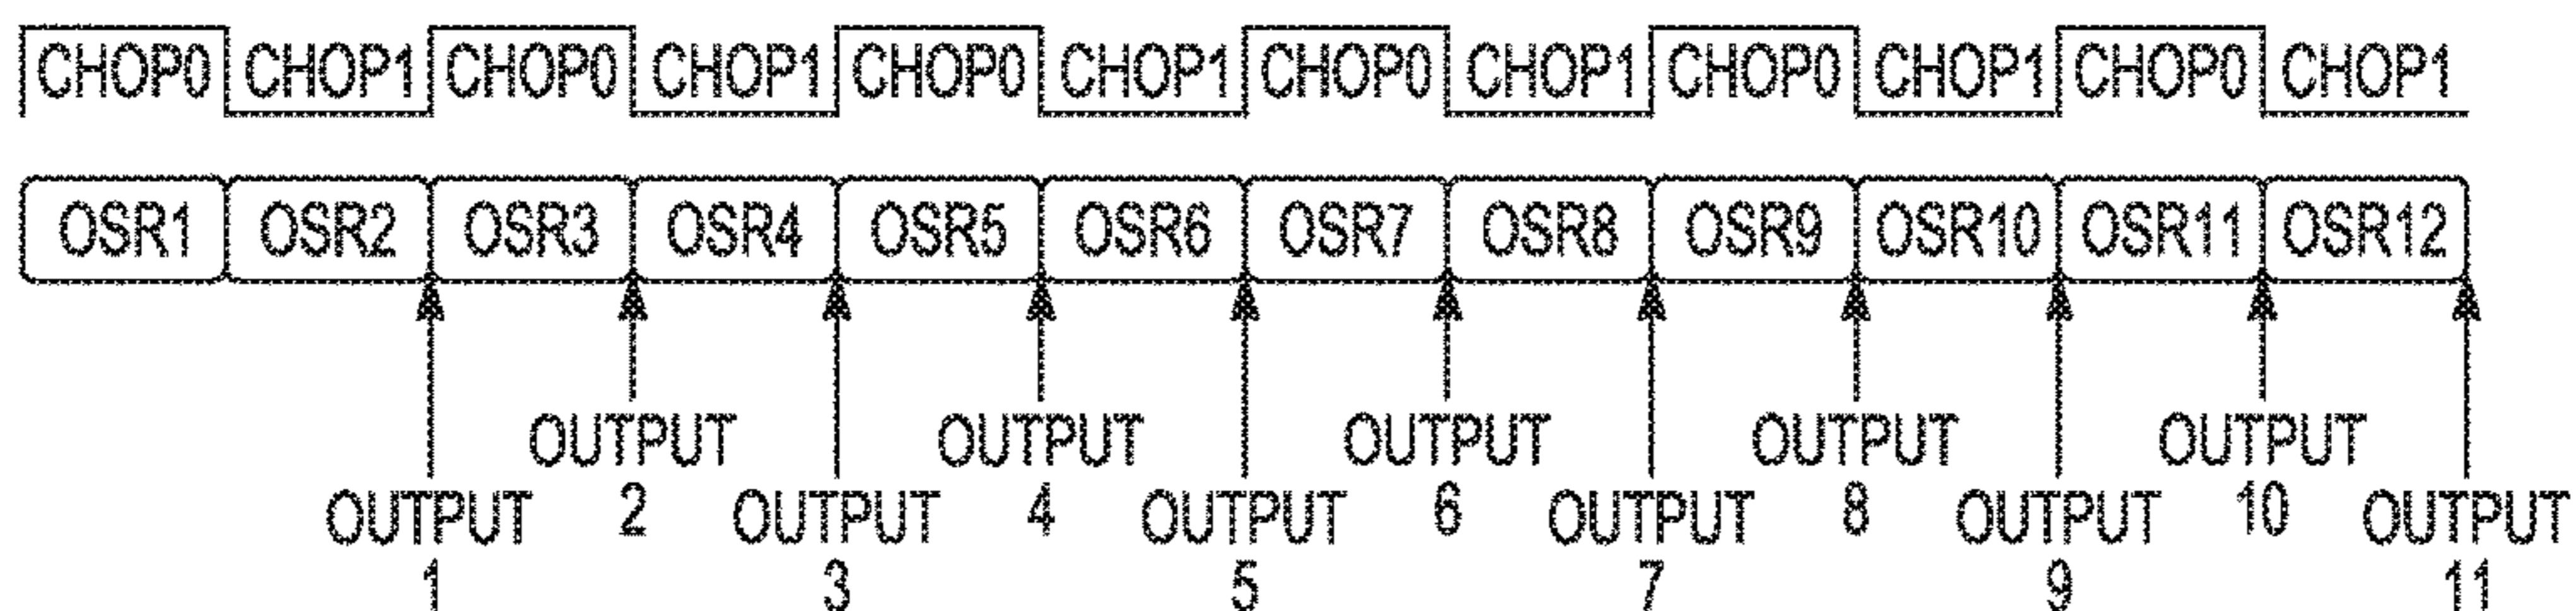 CHOP0 CHOP1 CHOP0 CHOP1 CHOP0 CHOP1 CHOP0 CHOP1 CHOP0 CHOP1 CHOP0 CHOP1
OSR1 OSR2 OSR3 OSR4 OSR5 OSR6 OSR7 OSR8 OSR9 OSR10 OSR11 OSR12
OUTPUT
1
OUTPUT
2
OUTPUT
3
OUTPUT
4
OUTPUT
5
OUTPUT
6
OUTPUT
7
OUTPUT
8
OUTPUT
9
OUTPUT
10
OUTPUT
11